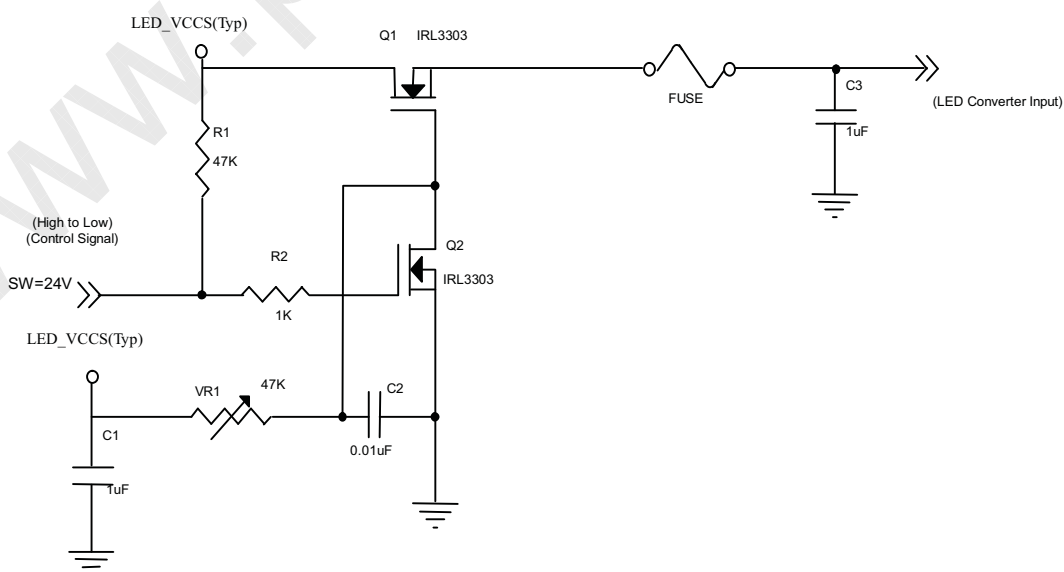 LED_VCCS(Typ)
Q1 IRL3303
FUSE
C3
(LED Converter Input)
1uF
R1
47K
(High to Low)
(Control Signal)
R2
Q2
IRL3303
SW=24V
1K
LED_VCCS(Typ)
VR1
47K
C2
C1
0.01uF
1uF